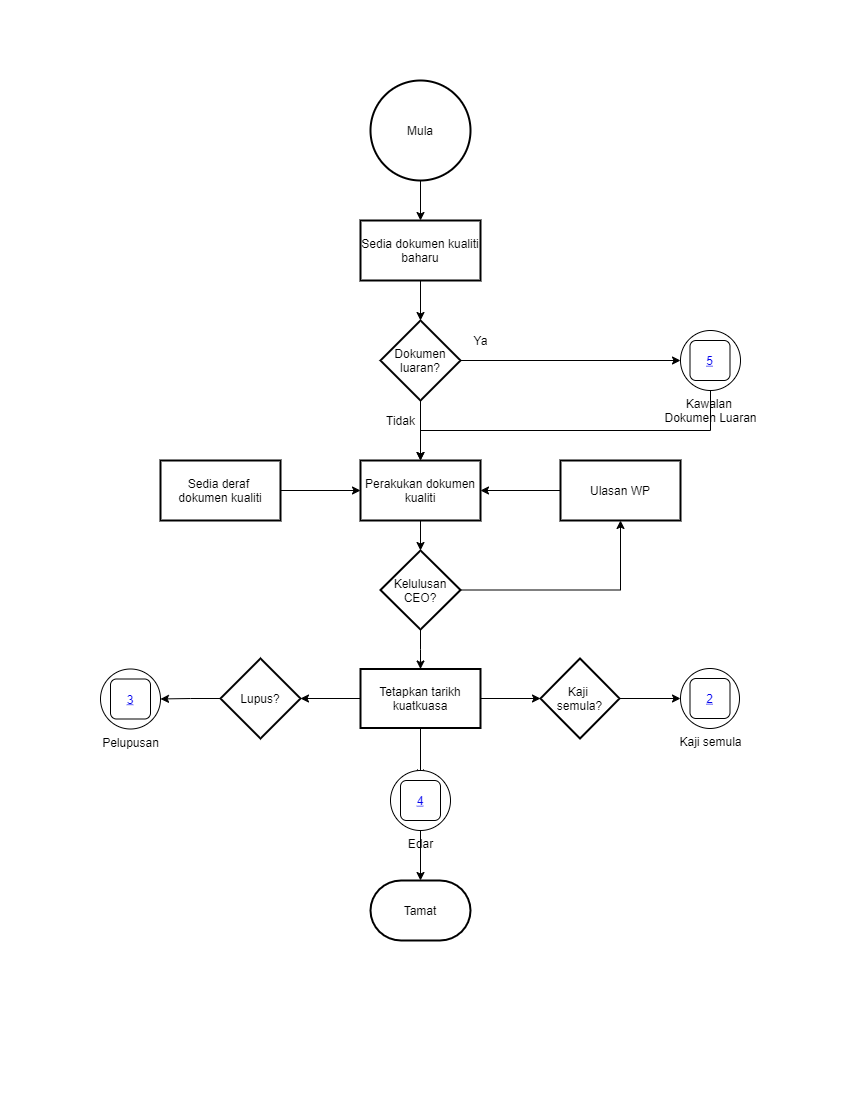 Mula
Sedia dokumen kualiti
baharu
Dokumen
luaran?
Ya
5
Kawalan
Dokumen Luaran
Tidak
Sedia deraf
dokumen kualiti
Perakukan dokumen
kualiti
Ulasan WP
Kelulusan
CEO?
3
Pelupusan
Lupus?
Tetapkan tarikh
kuatkuasa
Kaji
semula?
2
Kaji semula
4
Edar
Tamat